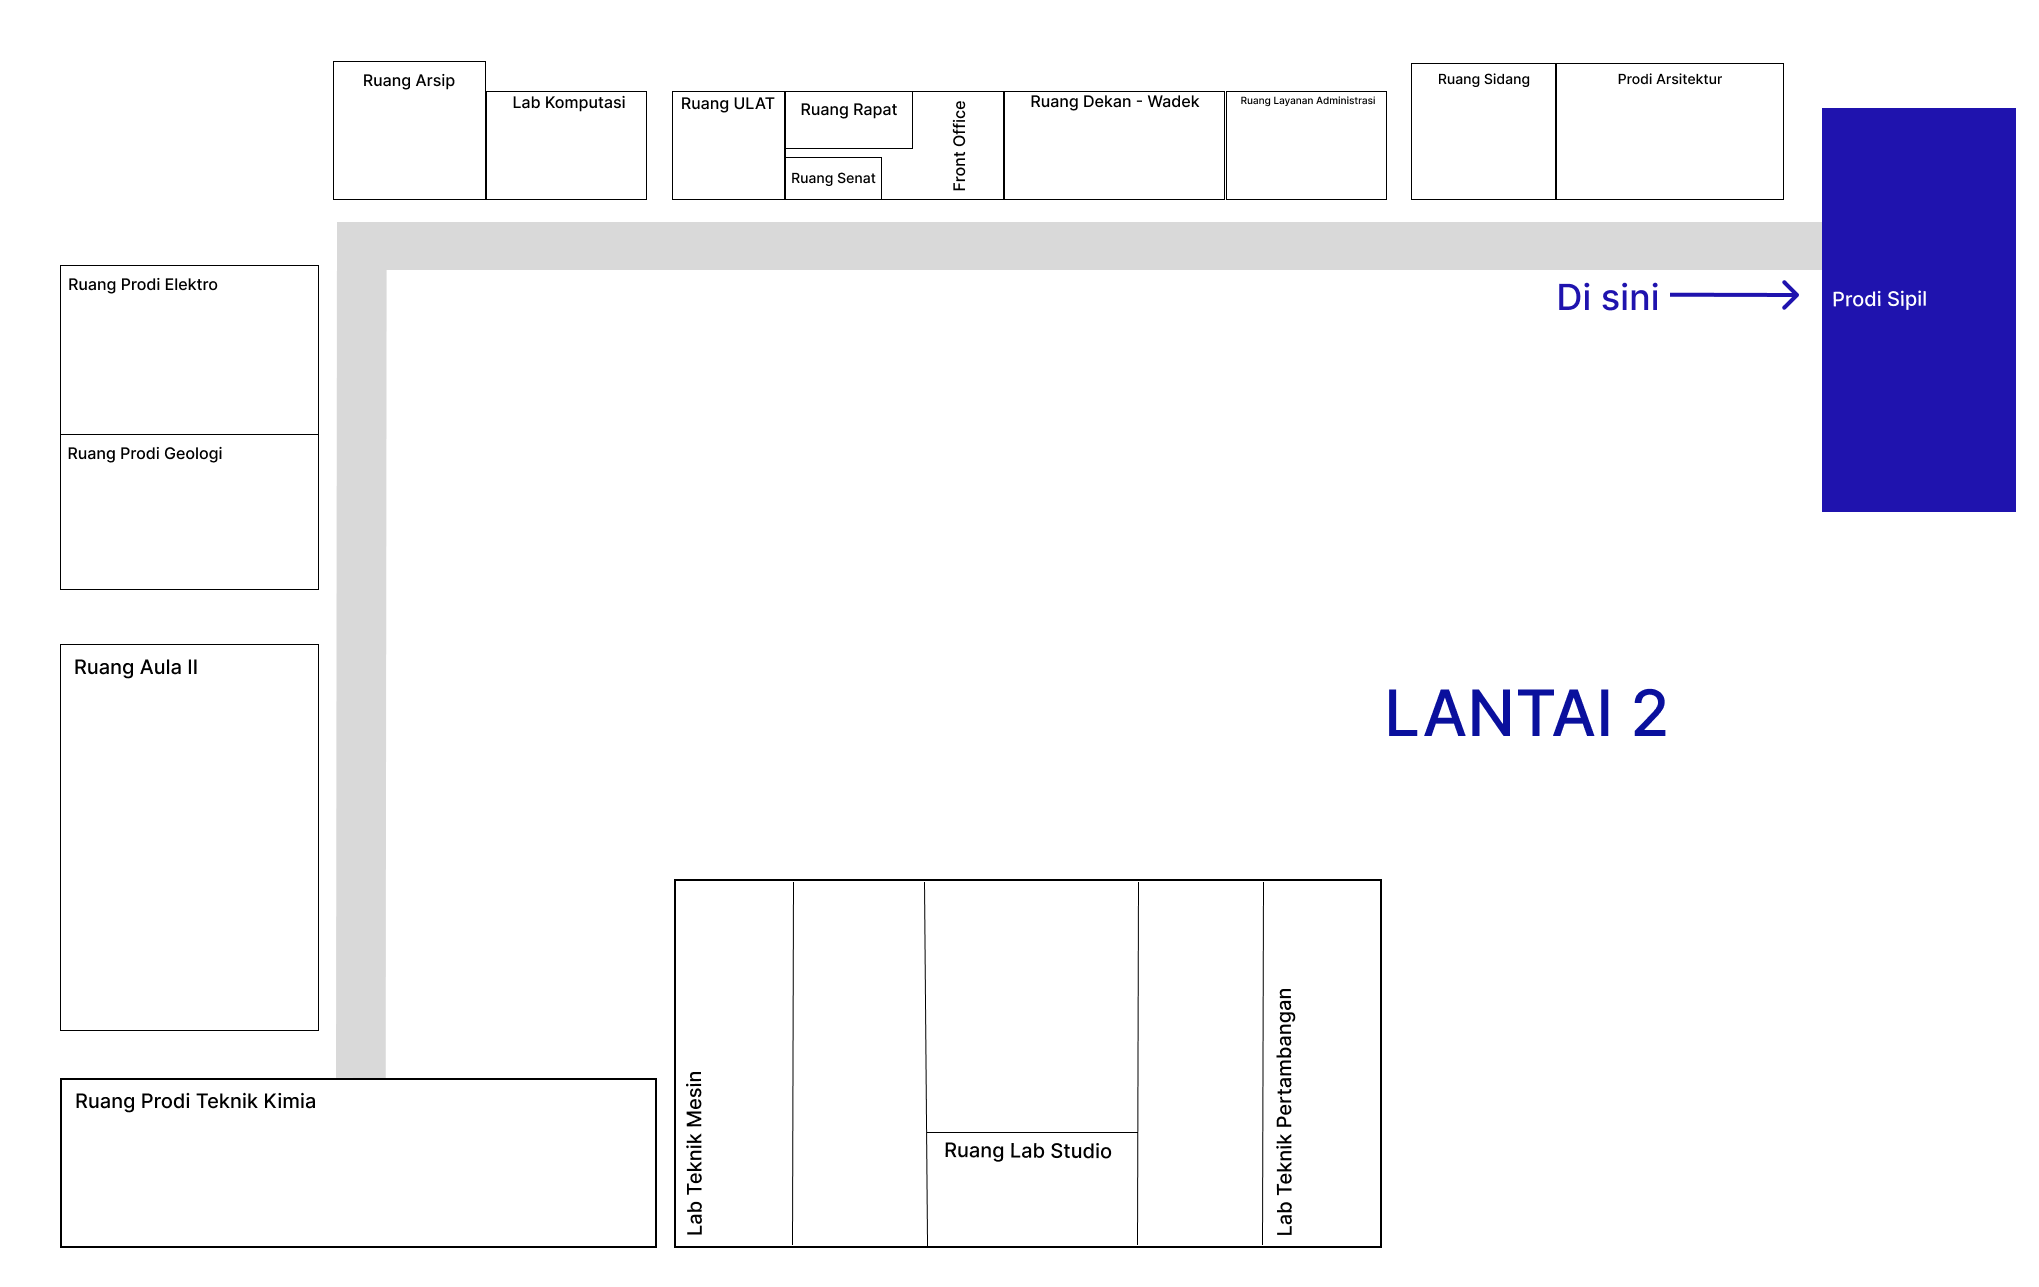 Ruang Arsip
Lab Komputasi
Ruang ULAT
Ruang Rapat
Ruang Senat
Front Office
Ruang Dekan - Wadek
Ruang Layanan Administrasi
Ruang Sidang
Prodi Arsitektur
Ruang Prodi Elektro
Di sini
Prodi Sipil
Ruang Prodi Geologi
Ruang Aula II
LANTAI 2
Ruang Prodi Teknik Kimia
Lab Teknik Mesin
Ruang Lab Studio
Lab Teknik Pertambangan